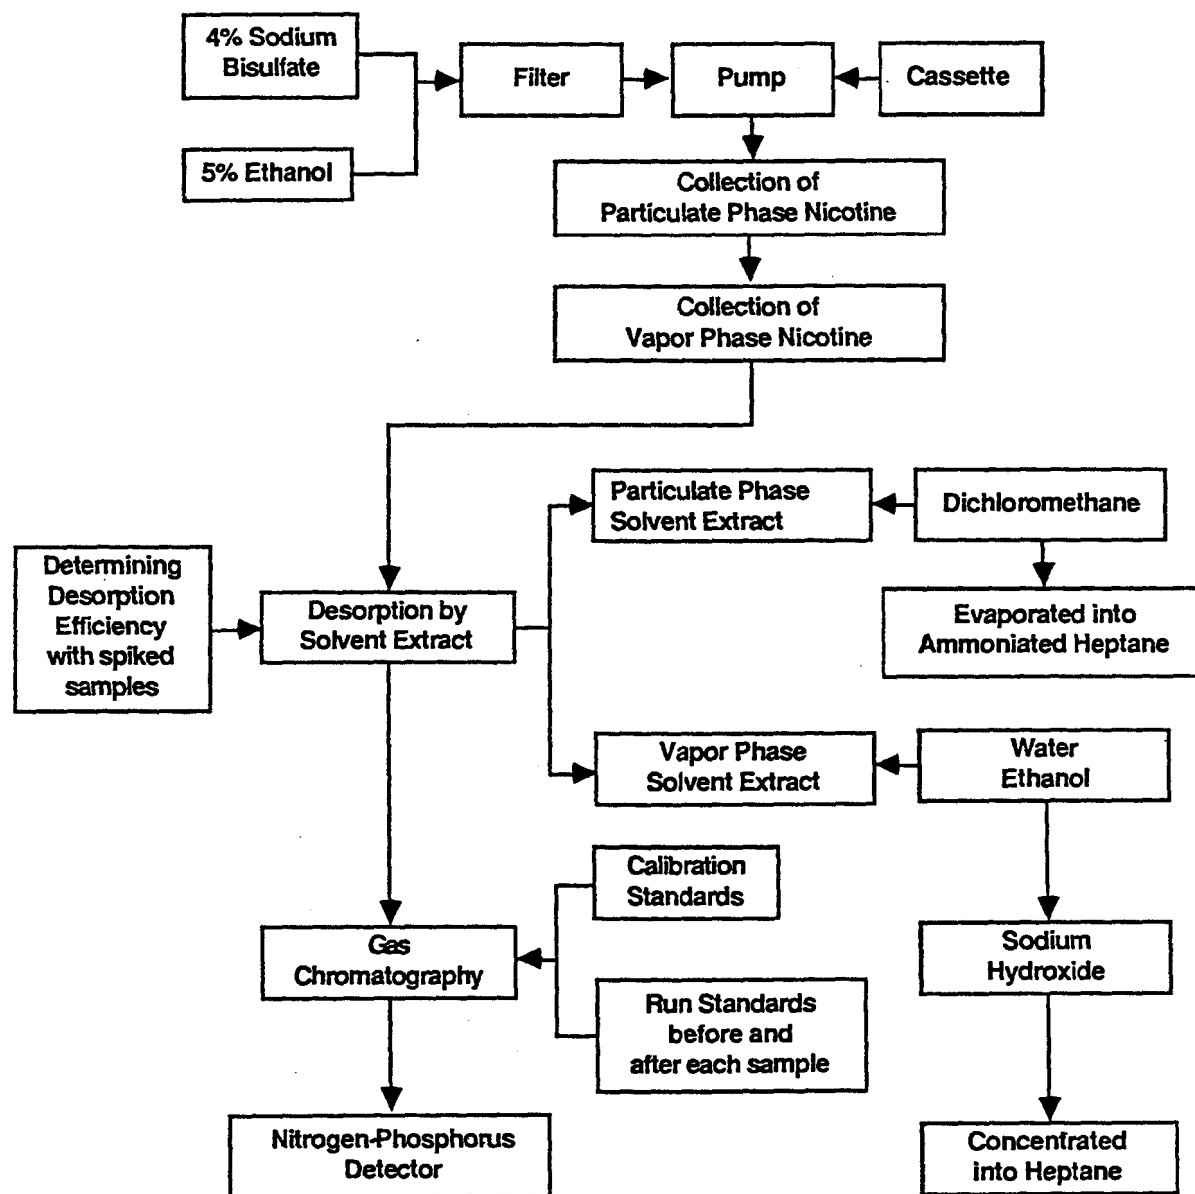 4% Sodium
Bisulfate
Filter
Pump
Cassette
5% Ethanol
Collection of
Particulate Phase Nicotine
Collection of
Vapor Phase Nicotine
Particulate Phase
Solvent Extract
Dichloromethane
Determining
Desorption
Efficiency
with spiked
samples
Desorption by
Solvent Extract
Evaporated into
Ammoniated Heptane
Vapor Phase
Solvent Extract
Water
Ethanol
Calibration
Standards
Gas
Chromatography
Sodium
Hydroxide
Run Standards
before and
after each sample
Nitrogen-Phosphorus
Detector
Concentrated
into Heptane